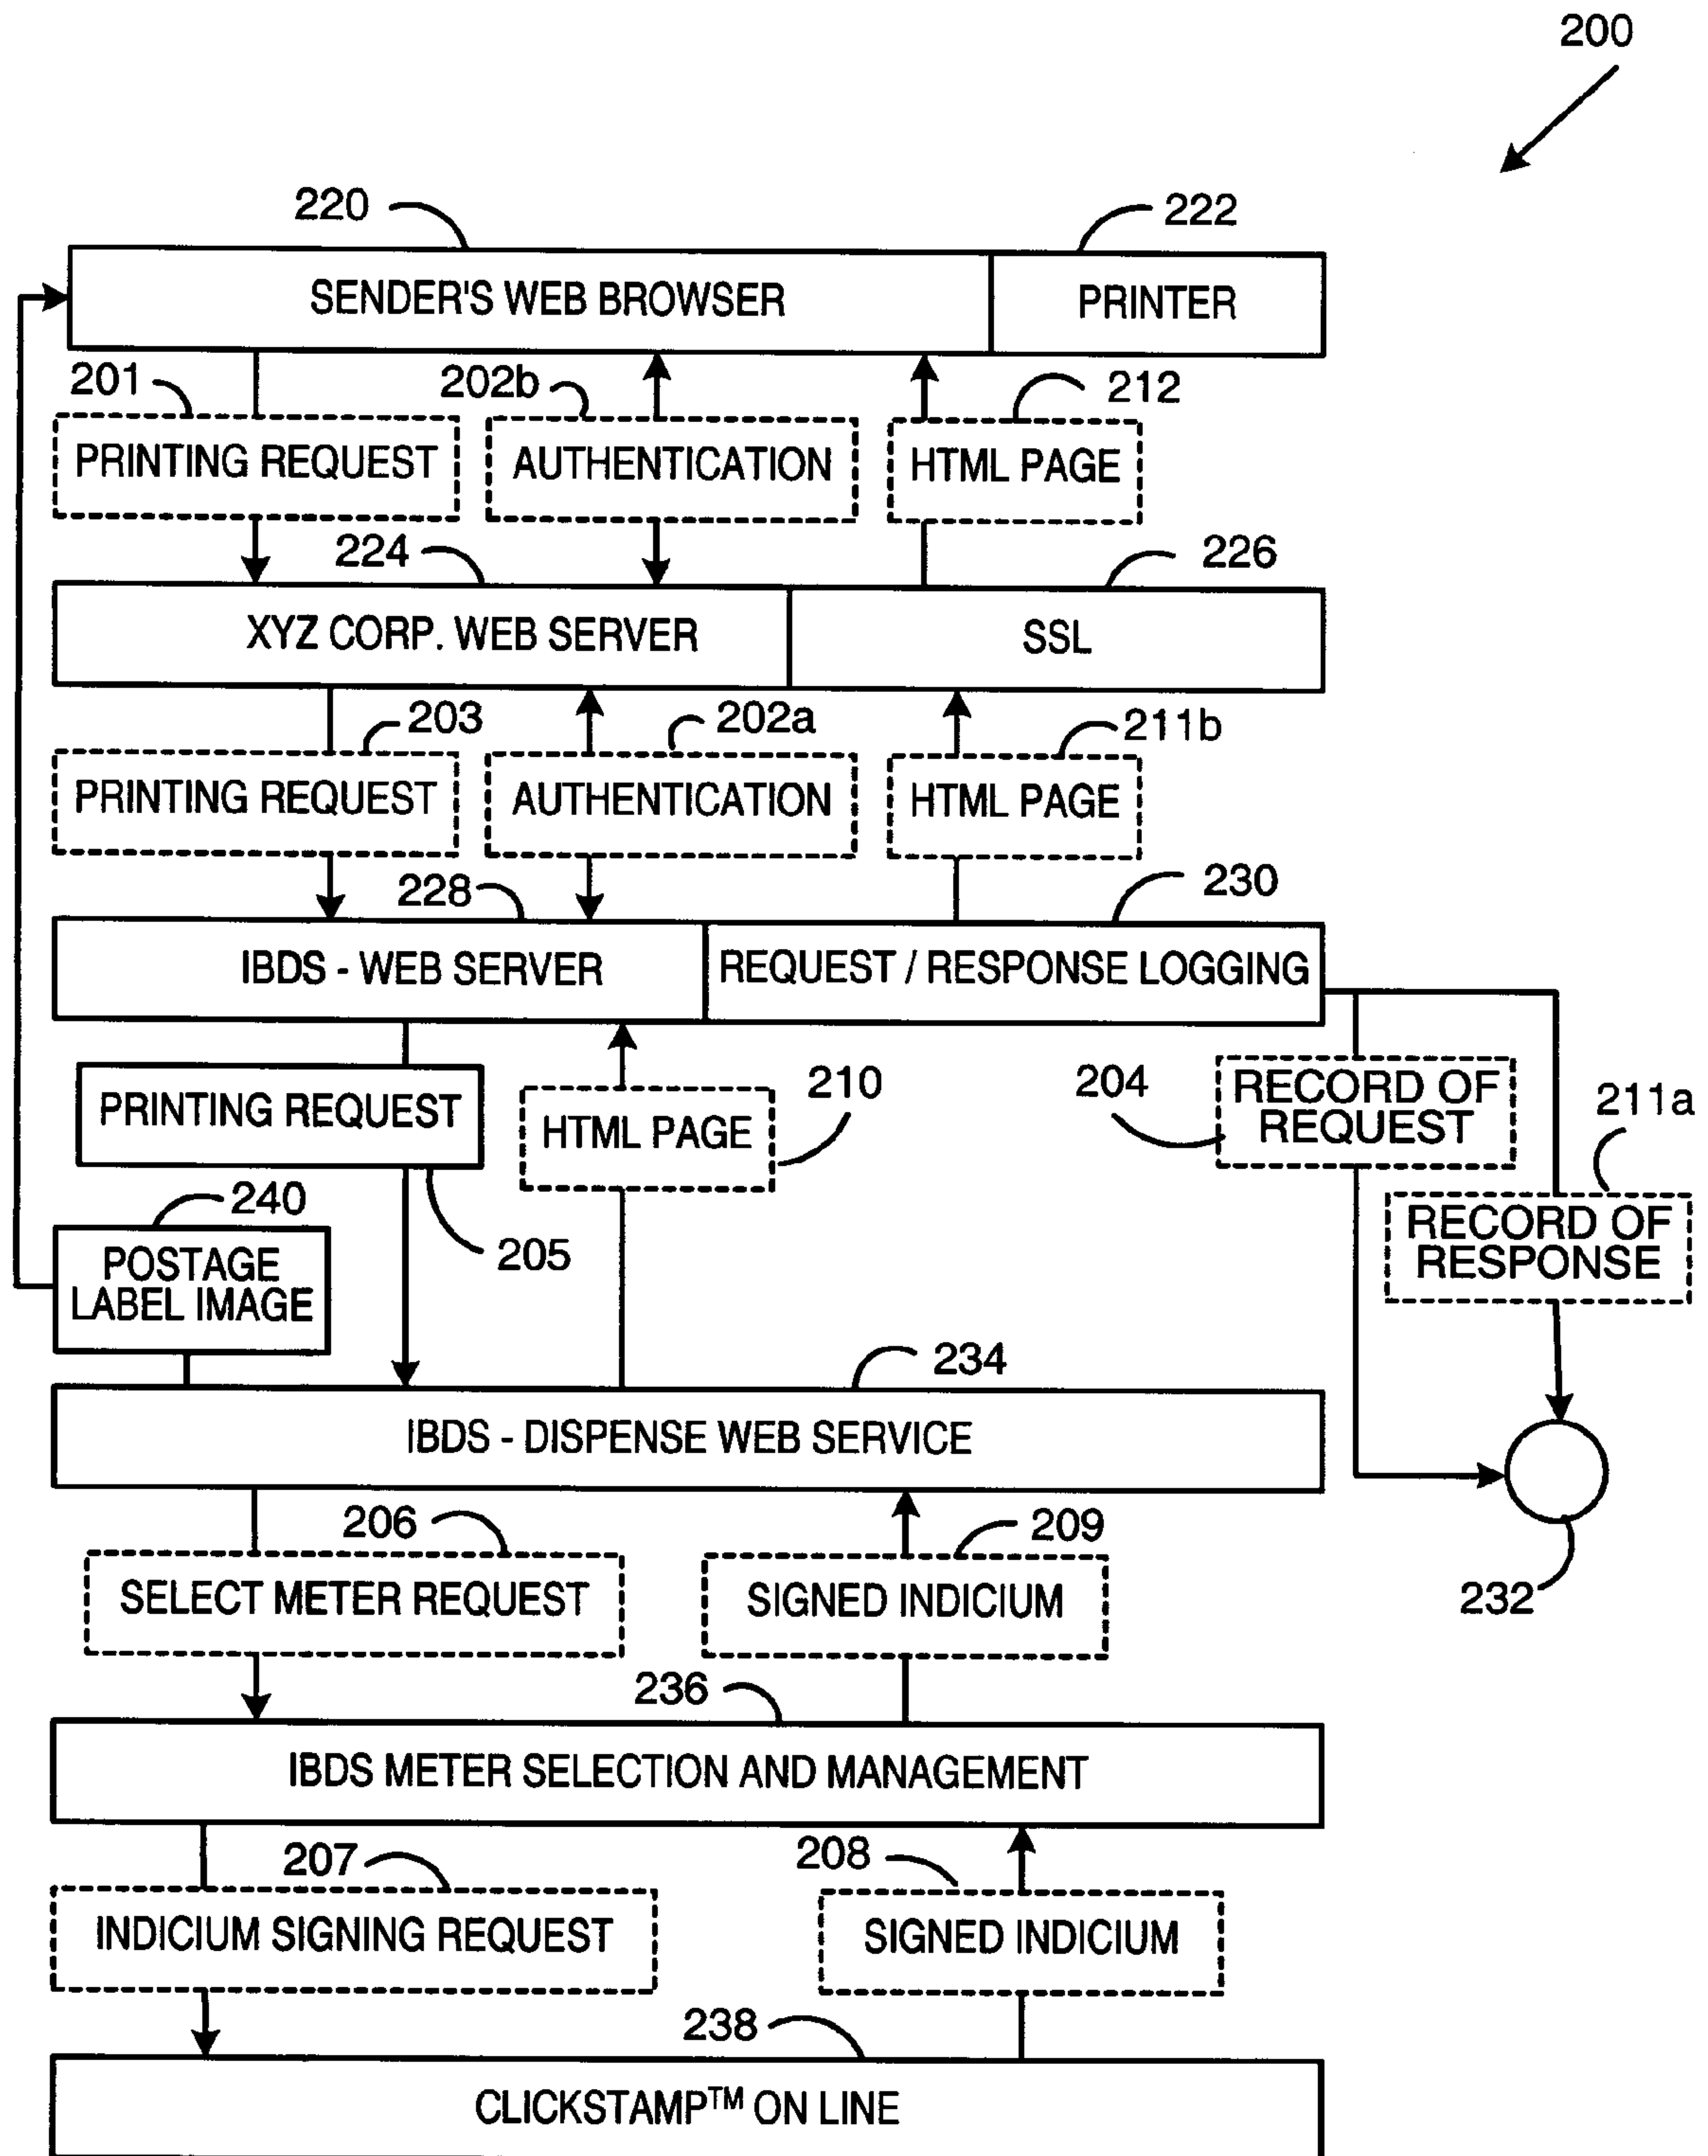 200
220
222
SENDER'S WEB BROWSER
PRINTER
201
202b
212
PRINTING REQUEST
AUTHENTICATION
HTML PAGE
224
226
XYZ CORP. WEB SERVER
SSL
203
202a
211b
PRINTING REQUEST
AUTHENTICATION
HTML PAGE
228
230
IBDS - WEB SERVER
REQUEST / RESPONSE LOGGING
PRINTING REQUEST
HTML PAGE
210
204
RECORD OF
REQUEST
211a
240
205
RECORD OF
RESPONSE
POSTAGE
LABEL IMAGE
234
IBDS - DISPENSE WEB SERVICE
206
209
232
SELECT METER REQUEST
SIGNED INDICIUM
236
IBDS METER SELECTION AND MANAGEMENT
207
208
INDICIUM SIGNING REQUEST
SIGNED INDICIUM
238
CLICKSTAMP™ ON LINE